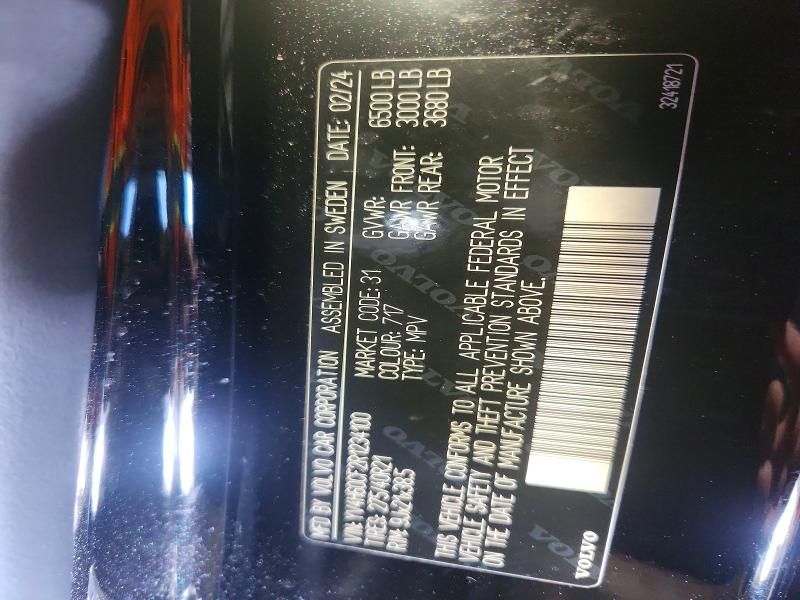 MFD BY VOLVO CAR CORPORATION ASSEMBLED IN SWEDEN DATE: 02/24
MARKET CODE: 31 GVWR: 6500 LB
COLOUR: 717 GAWR FRONT: 3000 LB
TYPE: MPV GAWR REAR: 3680 LB
VIN:
TIRES: 275/40R21
RIM: 9Jx21x38.5
THIS VEHICLE CONFORMS TO ALL APPLICABLE FEDERAL MOTOR
VEHICLE SAFETY AND THEFT PREVENTION STANDARDS IN EFFECT
ON THE DATE OF MANUFACTURE SHOWN ABOVE.
VOLVO
32418721